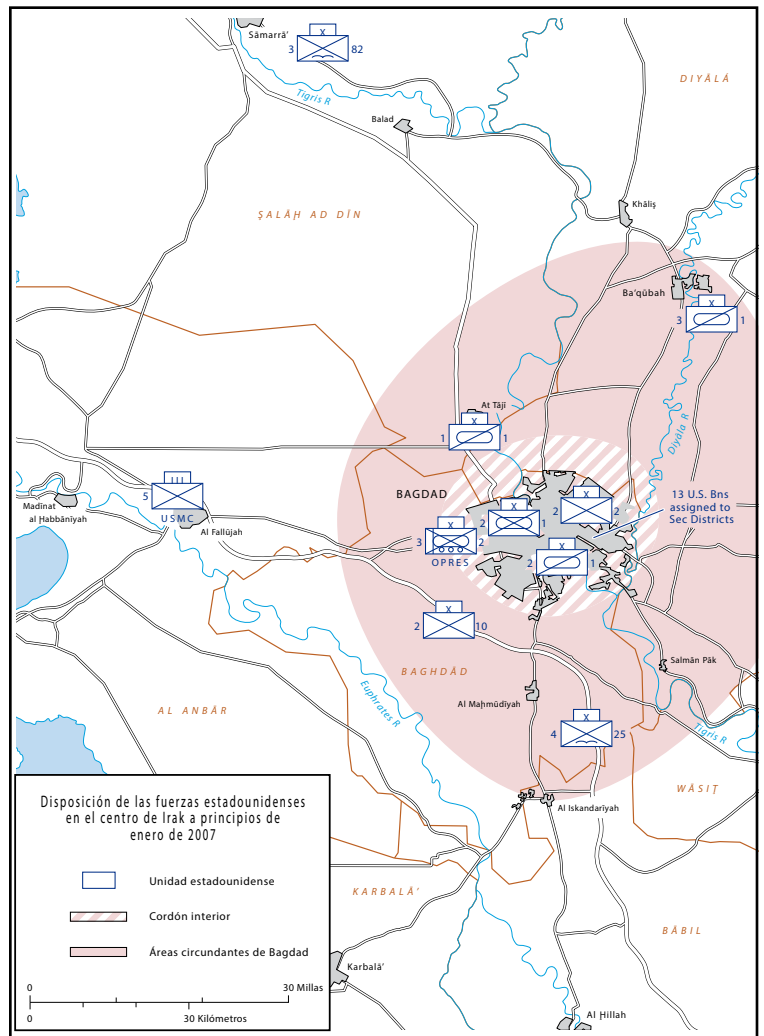 Sāmarrā'
X
3 82
Tigris R
DIYĀLÁ
Balad
Khāliş
ŞALĀḨ AD DĪN
Ba'qūbah
X
3 1
At Tājī
X
1 1
Diyāla R
BAGDAD
13 U.S. Bns
assigned to
Sec Districts
III
5
USMC
Madīnat
al Ḩabbānīyah
Al Fallūjah
X
2 2
X
2 1
X
3 2
OPRES
X
2 1
X
2 10
Salmān Pāk
BAGHDĀD
Al Maḩmūdīyah
AL ANBĀR
Euphrates R
Tigris R
X
4 25
WĀSIŢ
Al Iskandarīyah
Disposición de las fuerzas estadounidenses
en el centro de Irak a principios de
enero de 2007
Unidad estadounidense
Cordón interior
Áreas circundantes de Bagdad
0 30 Millas
0 30 Kilómetros
KARBALĀ'
BĀBIL
Karbalā'
Al Ḩillah